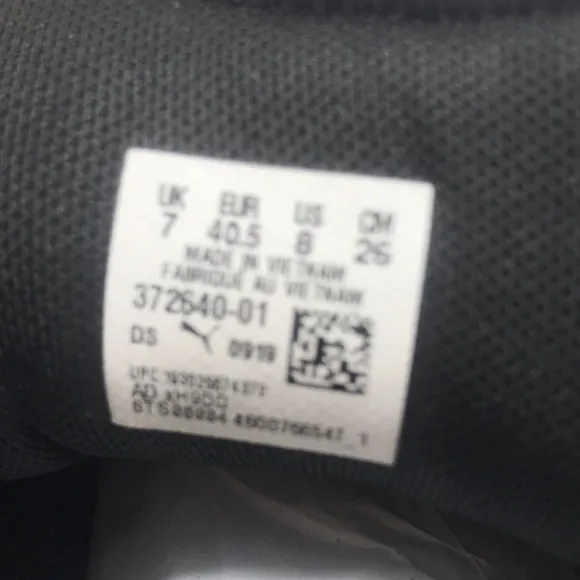 UK EUR US CM
7 40.5 8 26
MADE IN VIETNAM
FABRIQUE AU VIETNAM
372640-01
DS 0919
UPC